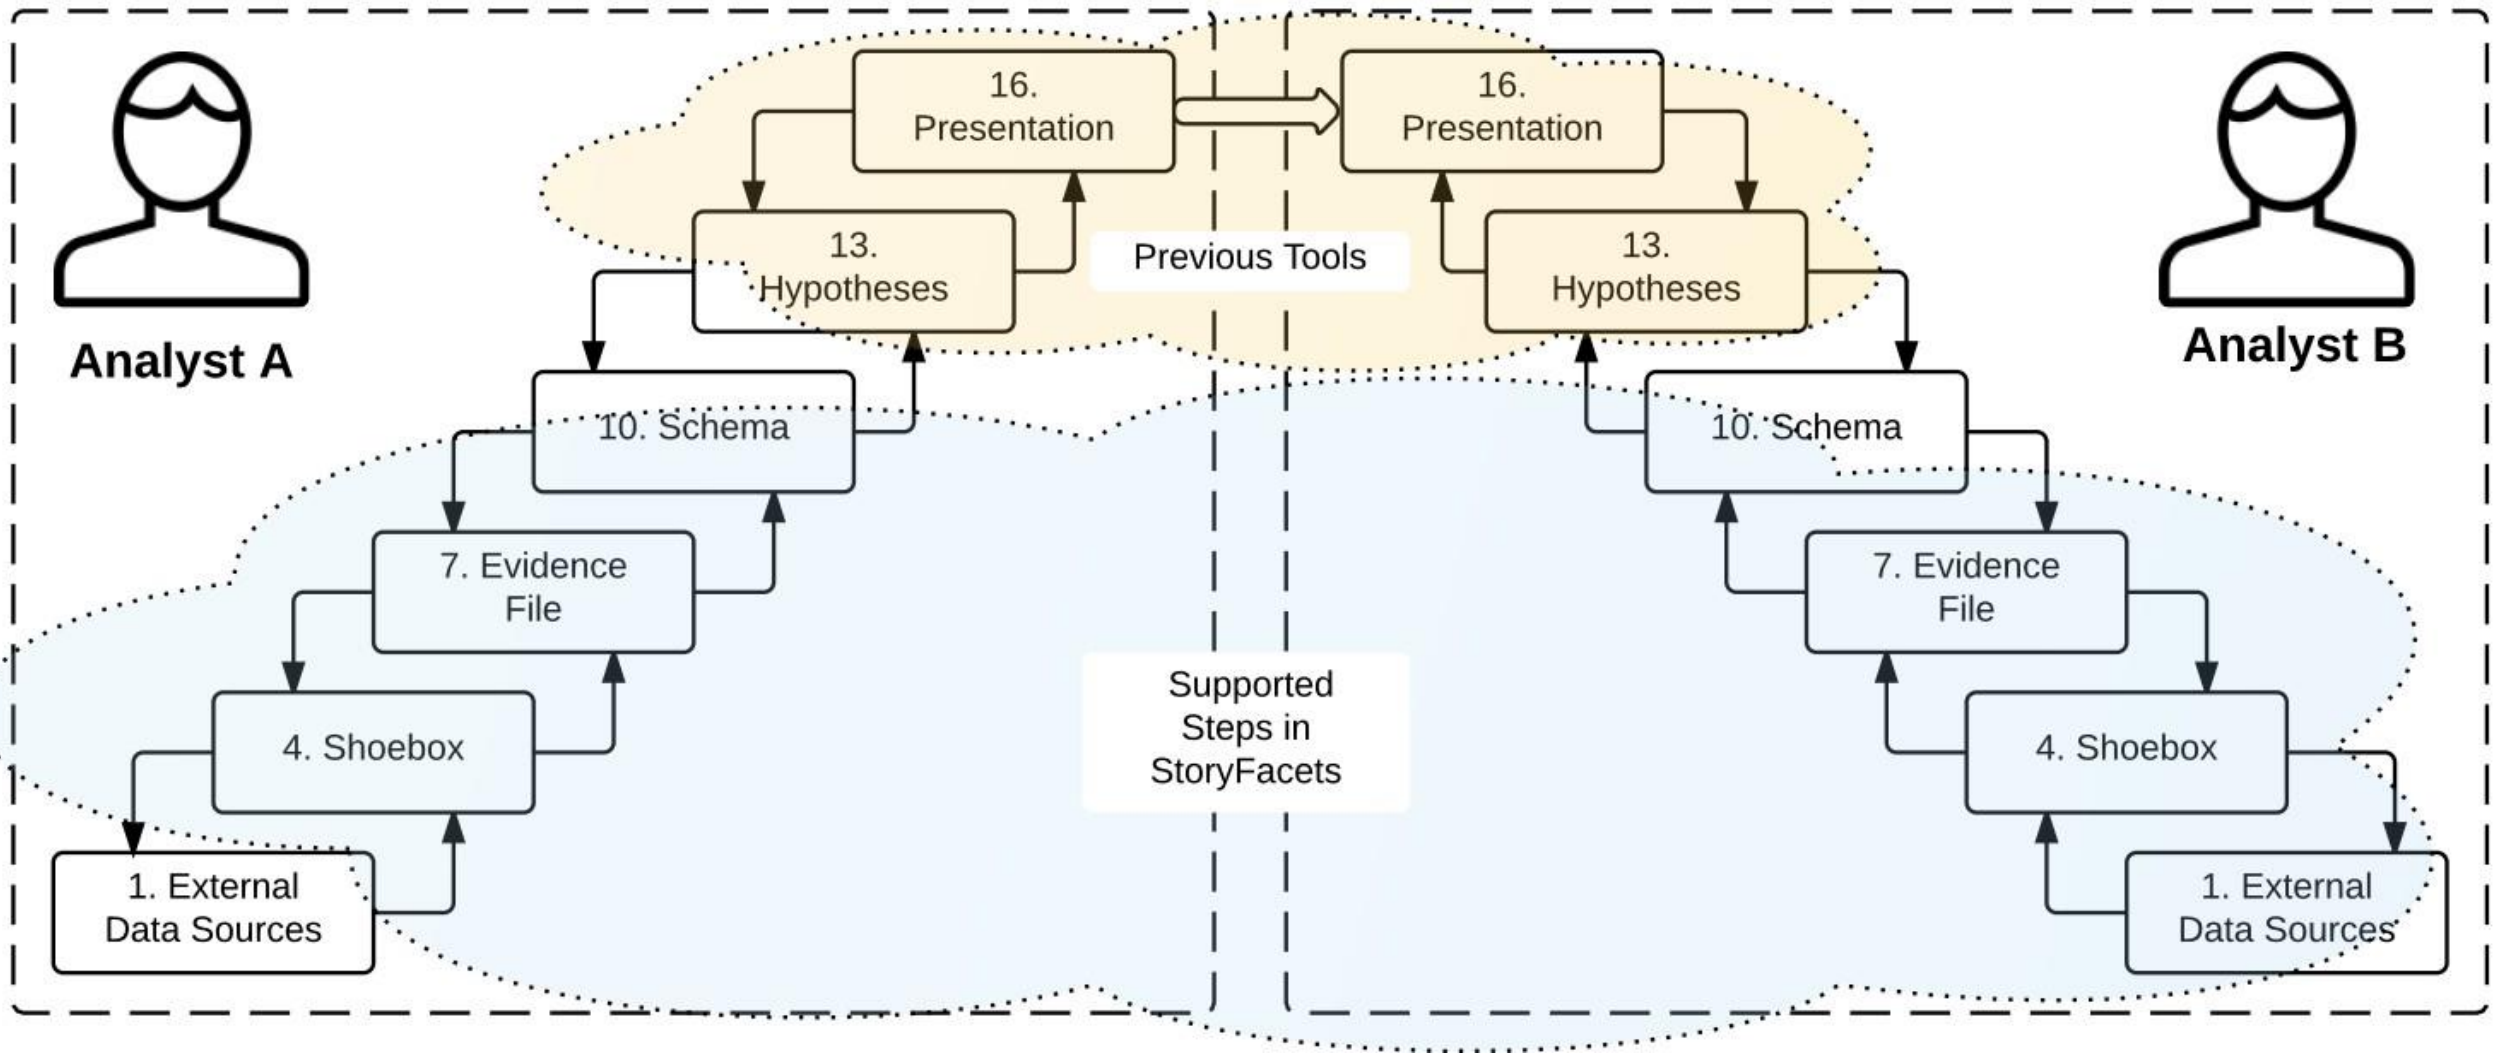 16.
Presentation
16.
Presentation
13.
Hypotheses
Previous Tools
13.
Hypotheses
Analyst A
Analyst B
10. Schema
10. Schema
7. Evidence
File
7. Evidence
File
Supported
Steps in
StoryFacets
4. Shoebox
4. Shoebox
1. External
Data Sources
1. External
Data Sources